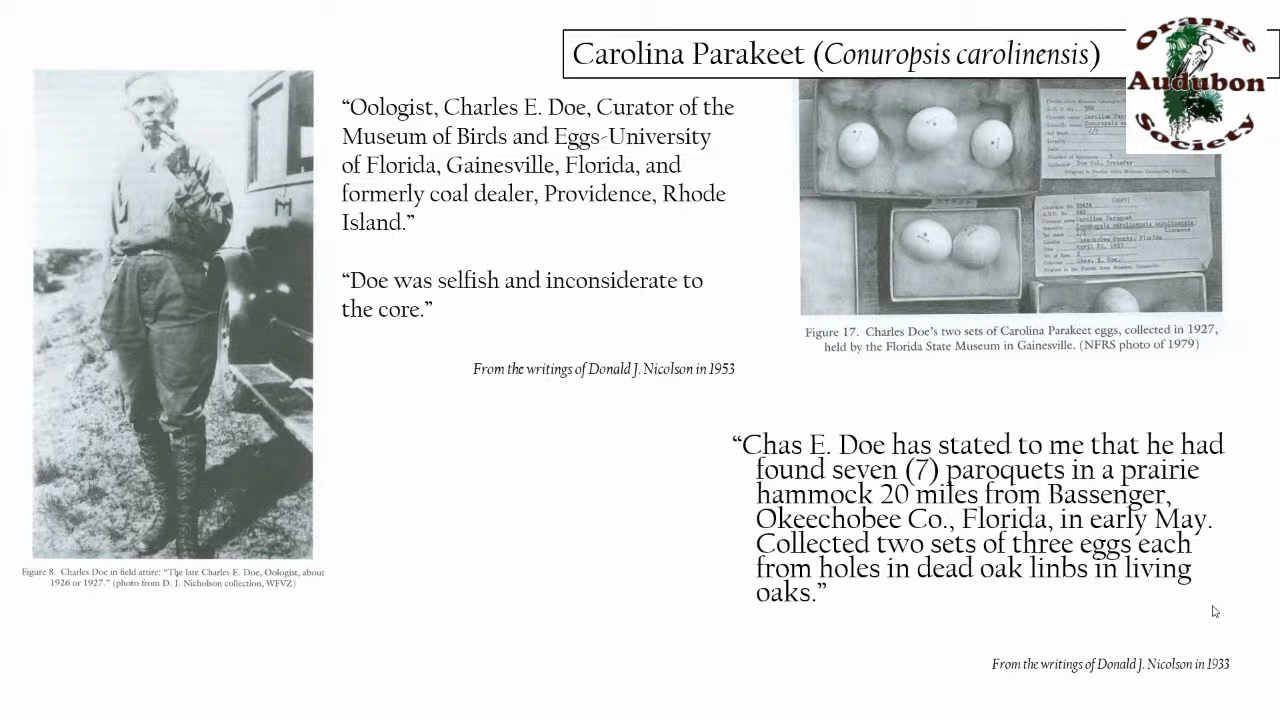 Carolina Parakeet (Conuropsis carolinensis)
Orange
Audubon
Society
“Oologist, Charles E. Doe, Curator of the
Museum of Birds and Eggs-University
of Florida, Gainesville, Florida, and
formerly coal dealer, Providence, Rhode
Island.”
“Doe was selfish and inconsiderate to
the core.”
From the writings of Donald J. Nicolson in 1953
Figure 17. Charles Doe's two sets of Carolina Parakeet eggs, collected in 1927,
held by the Florida State Museum in Gainesville. (NFRS photo of 1979)
“Chas E. Doe has stated to me that he had
found seven (7) paroquets in a prairie
hammock 20 miles from Bassenger,
Okeechobee Co., Florida, in early May.
Collected two sets of three eggs each
from holes in dead oak linbs in living
oaks.”
From the writings of Donald J. Nicolson in 1933
Figure 8. Charles Doe in field attire: “The late Charles E. Doe, Oologist, about
1926 or 1927.” (photo from D. J. Nicholson collection, WFVZ)